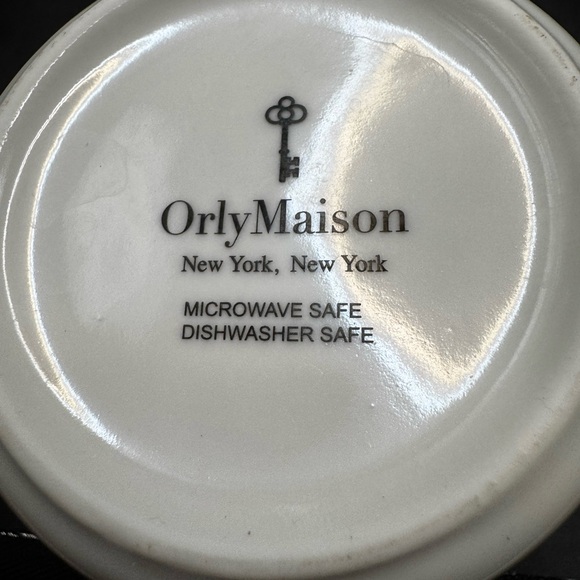 OrlyMaison
New York, New York
MICROWAVE SAFE
DISHWASHER SAFE